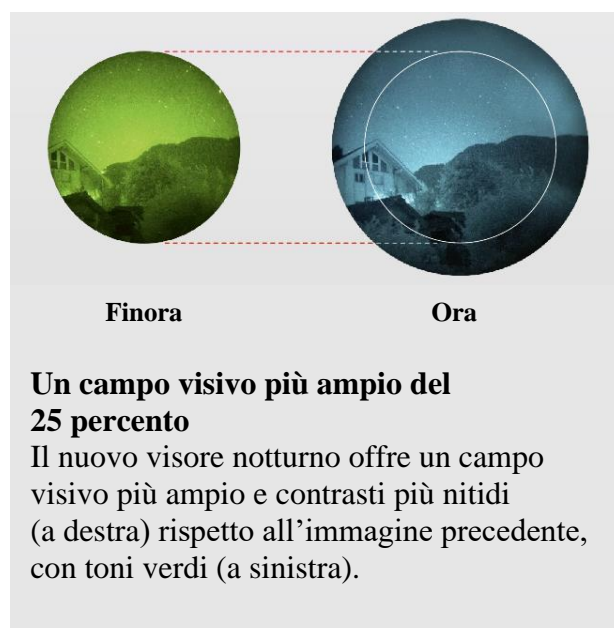 Finora
Ora
Un campo visivo più ampio del
25 percento
Il nuovo visore notturno offre un campo
visivo più ampio e contrasti più nitidi
(a destra) rispetto all’immagine precedente,
con toni verdi (a sinistra).